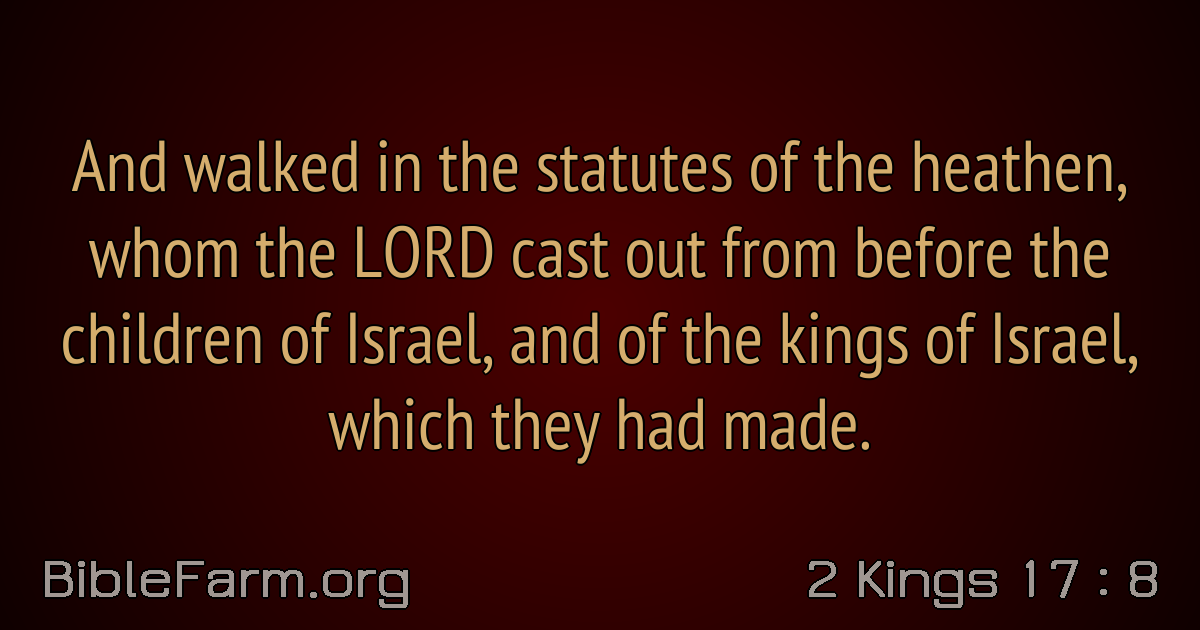 And walked in the statutes of the heathen,
whom the LORD cast out from before the
children of Israel, and of the kings of Israel,
which they had made.
BibleFarm.org
2 Kings 17 : 8